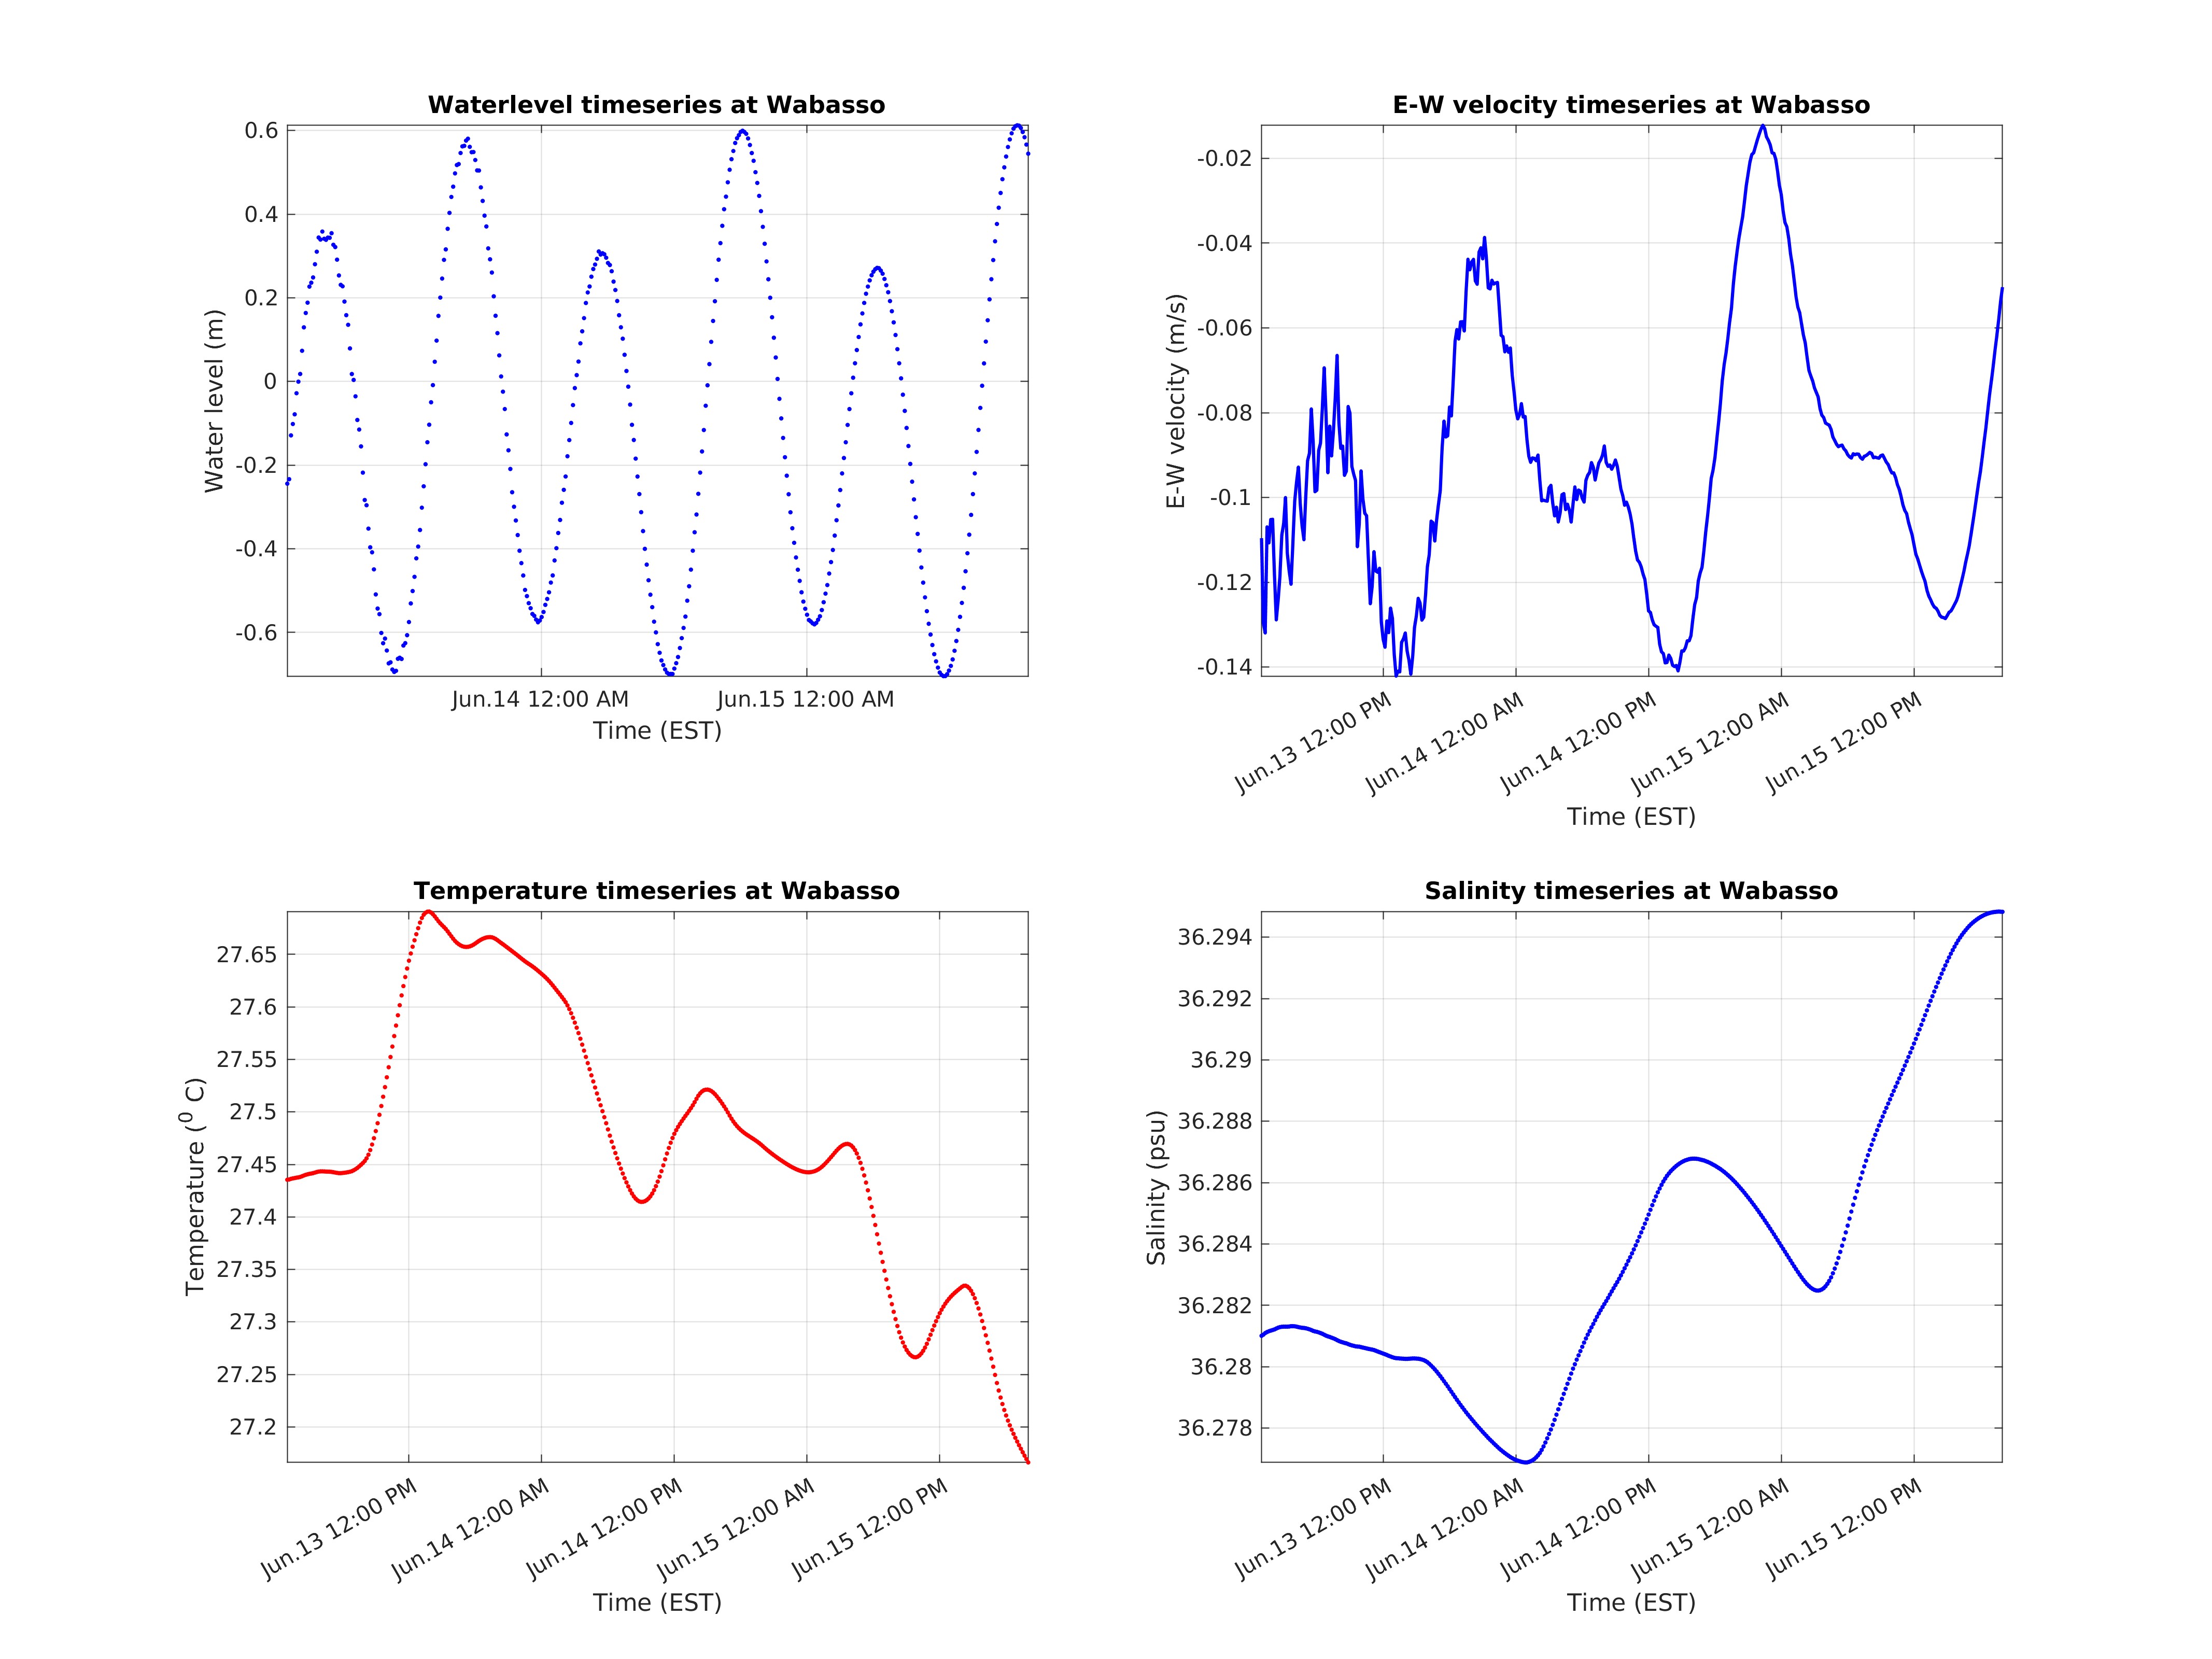 Waterlevel timeseries at Wabasso
0.6
0.4
0.2
0
-0.2
-0.4
-0.6
Water level (m)
Jun.14 12:00 AM
Jun.15 12:00 AM
Time (EST)
E-W velocity timeseries at Wabasso
-0.02
-0.04
-0.06
-0.08
-0.1
-0.12
-0.14
E-W velocity (m/s)
Jun.13 12:00 PM
Jun.14 12:00 AM
Jun.14 12:00 PM
Jun.15 12:00 AM
Jun.15 12:00 PM
Time (EST)
Temperature timeseries at Wabasso
27.65
27.6
27.55
27.5
27.45
27.4
27.35
27.3
27.25
27.2
Temperature (⁰ C)
Jun.13 12:00 PM
Jun.14 12:00 AM
Jun.14 12:00 PM
Jun.15 12:00 AM
Jun.15 12:00 PM
Time (EST)
Salinity timeseries at Wabasso
36.294
36.292
36.29
36.288
36.286
36.284
36.282
36.28
36.278
Salinity (psu)
Jun.13 12:00 PM
Jun.14 12:00 AM
Jun.14 12:00 PM
Jun.15 12:00 AM
Jun.15 12:00 PM
Time (EST)